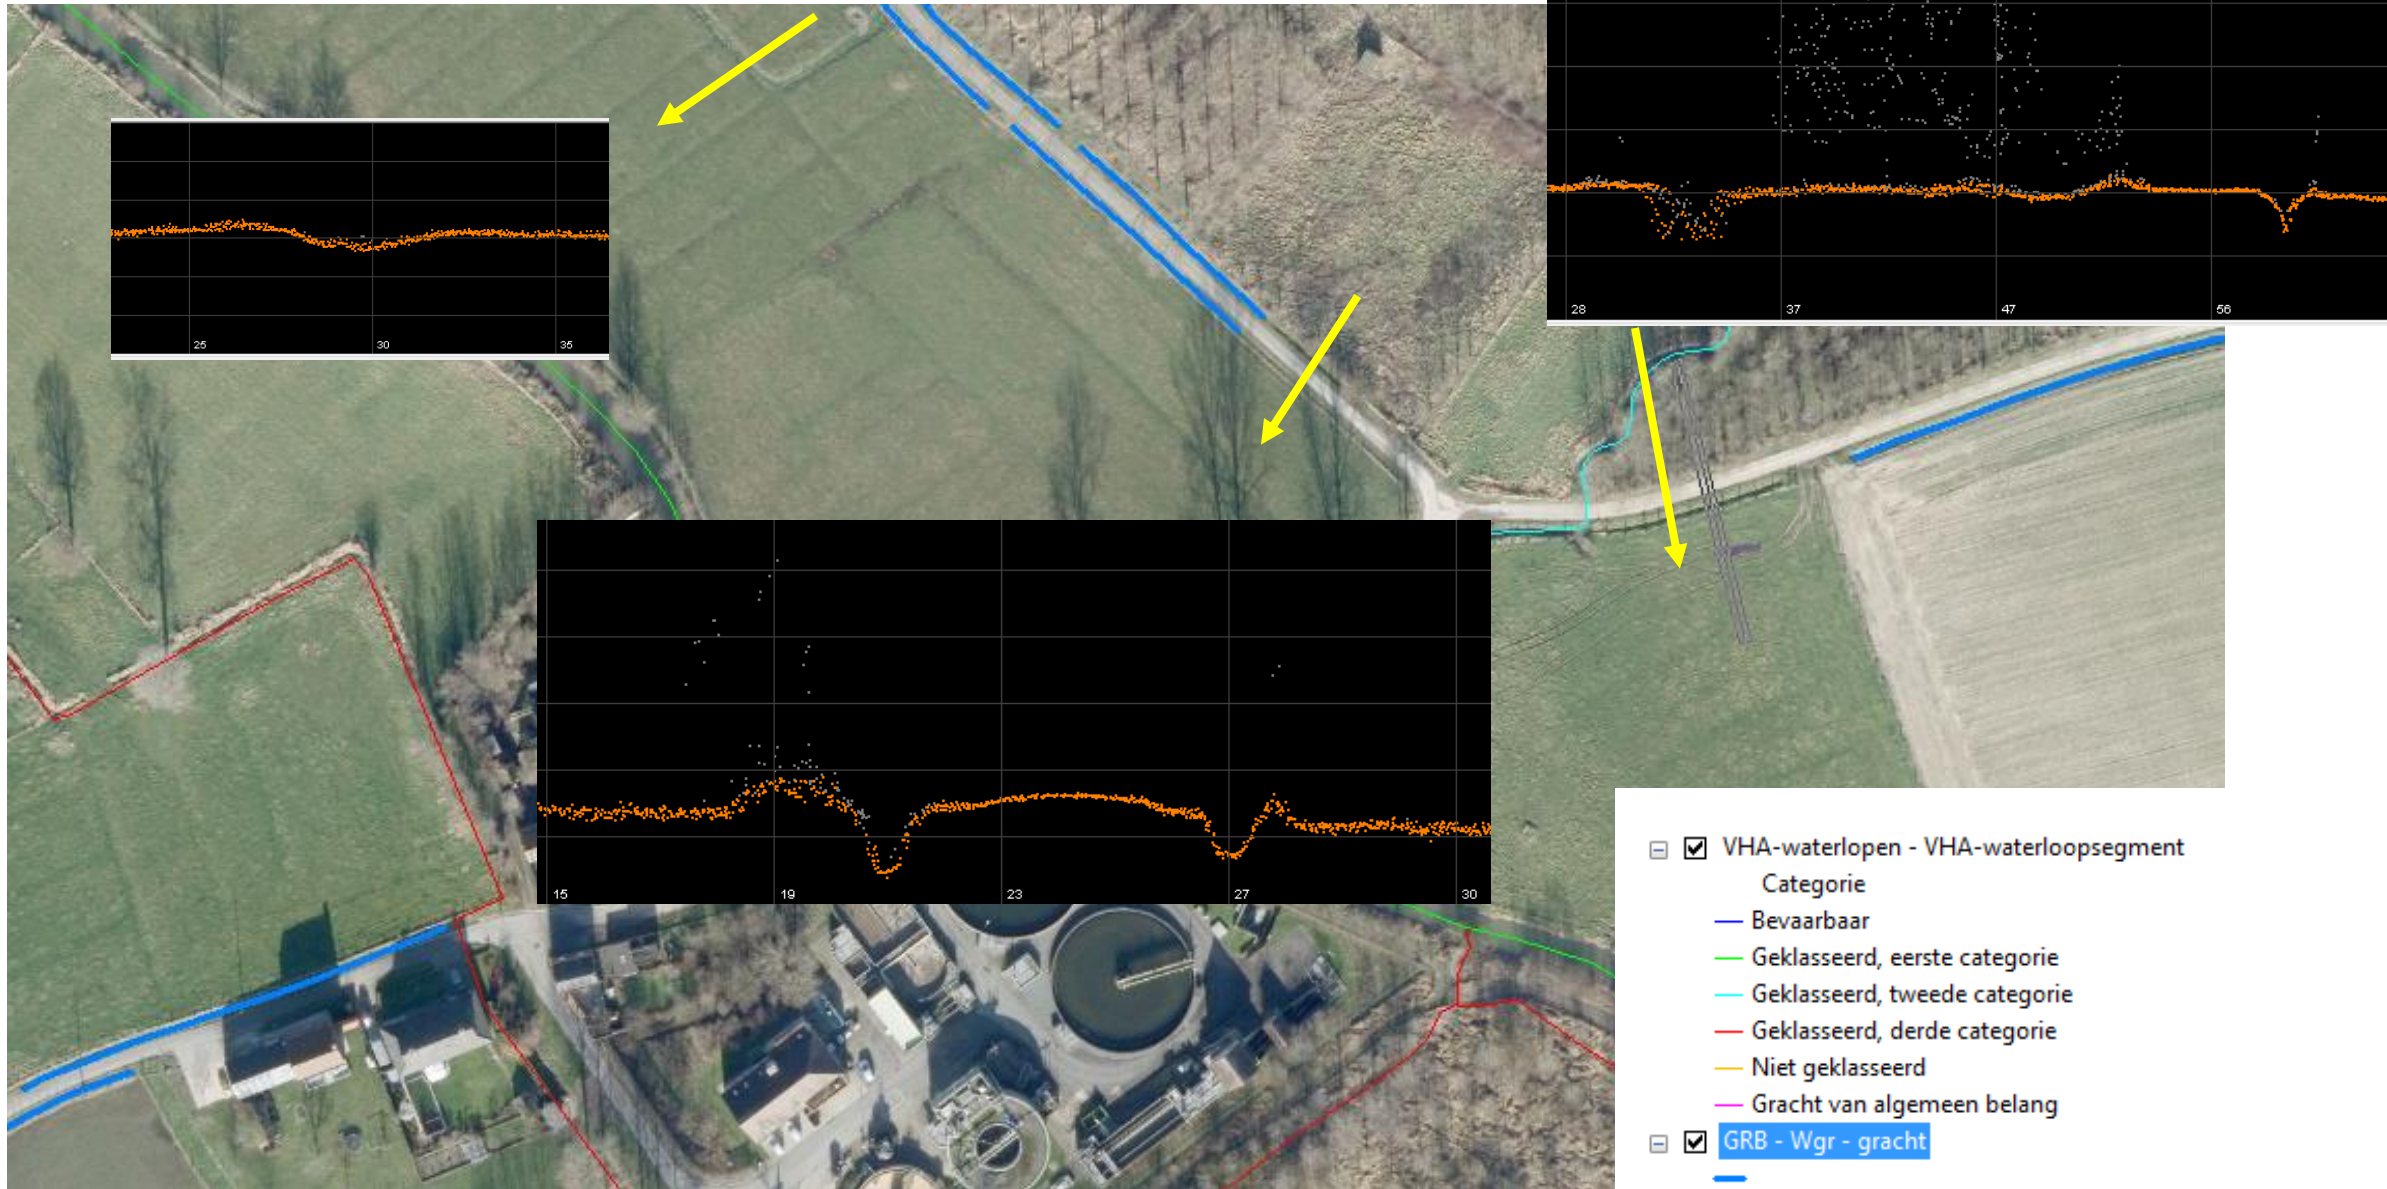 28 37 47 56
25 30 35
15 19 23 27 30
VHA-waterlopen - VHA-waterloopsegment
Categorie
Bevaarbaar
Geklasseerd, eerste categorie
Geklasseerd, tweede categorie
Geklasseerd, derde categorie
Niet geklasseerd
Gracht van algemeen belang
GRB - Wgr - gracht